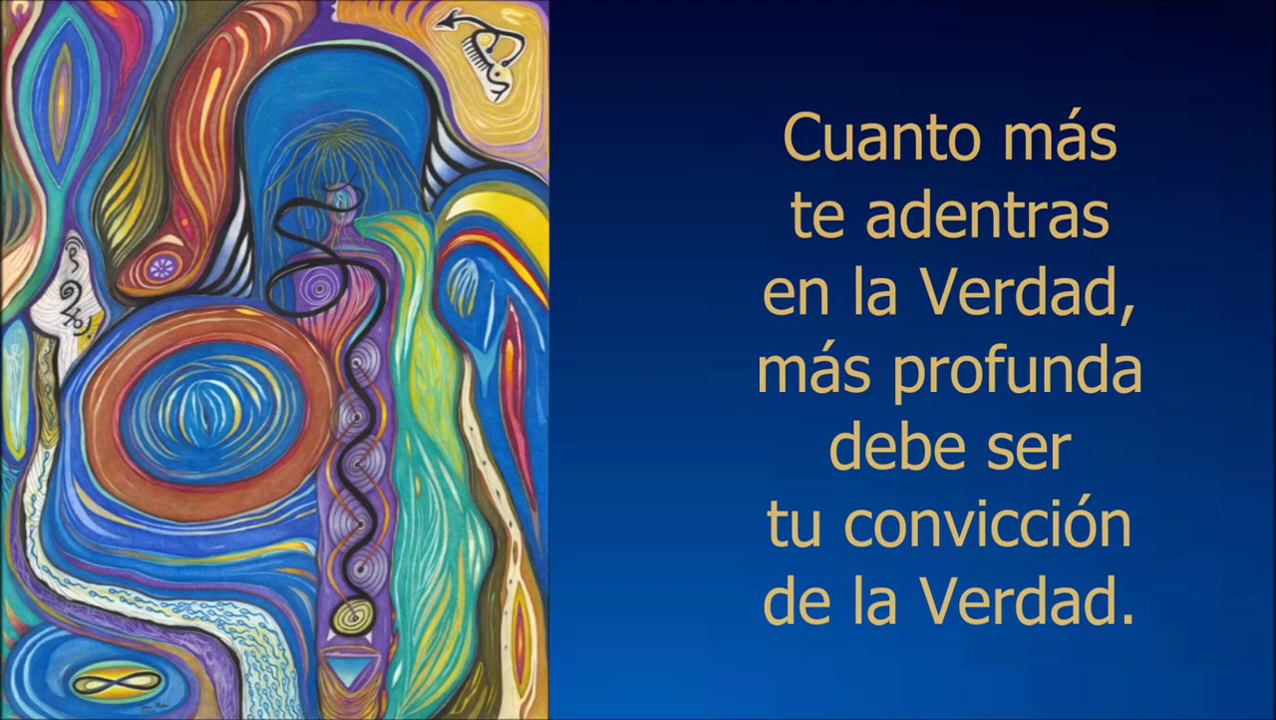 Cuanto más
te adentras
en la Verdad,
más profunda
debe ser
tu convicción
de la Verdad.